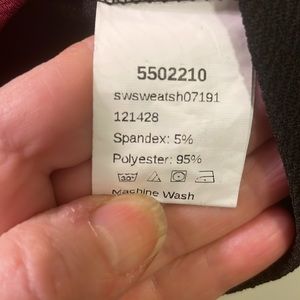 5502210
swsweatsh07191
121428
Spandex: 5%
Polyester: 95%
Machine Wash